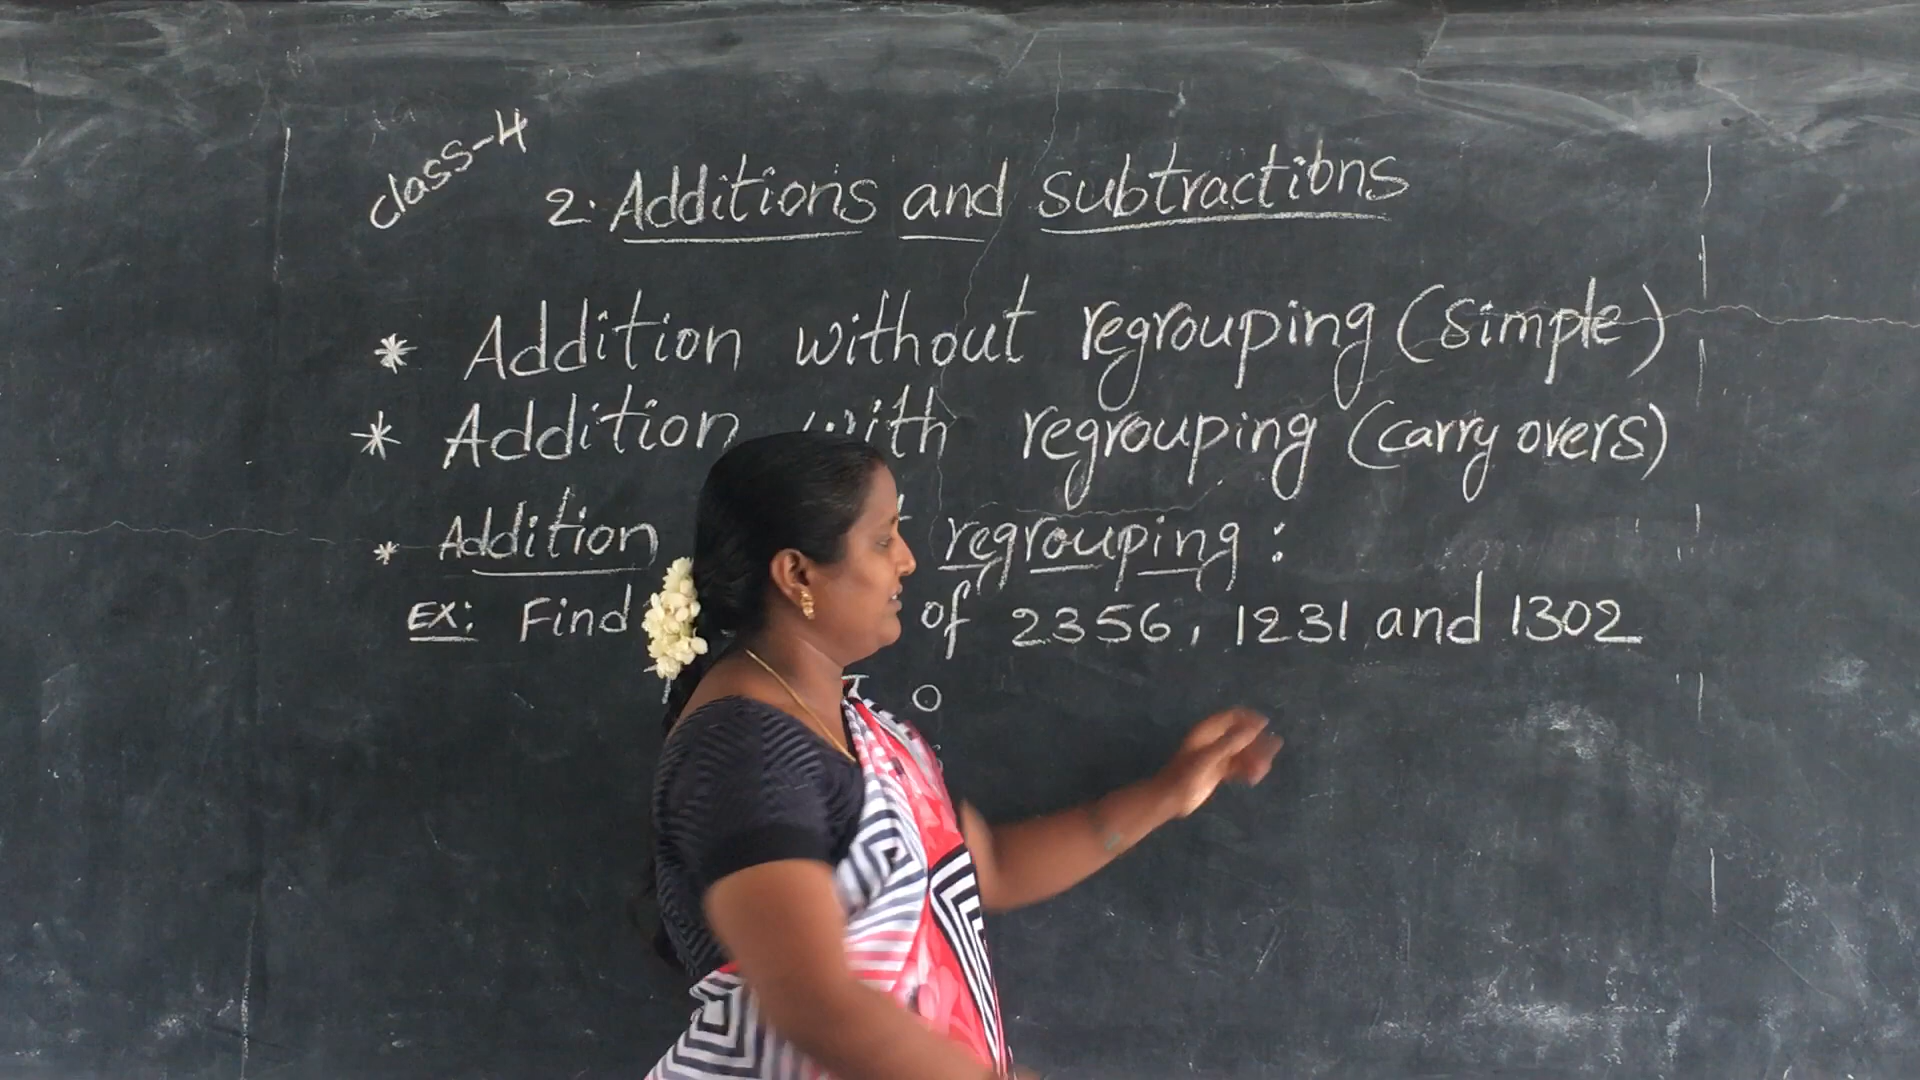 class-4
2. Additions and subtractions
* Addition without regrouping (simple)
* Addition with regrouping (carry overs)
* Addition regrouping :
EX: Find of 2356, 1231 and 1302
T O